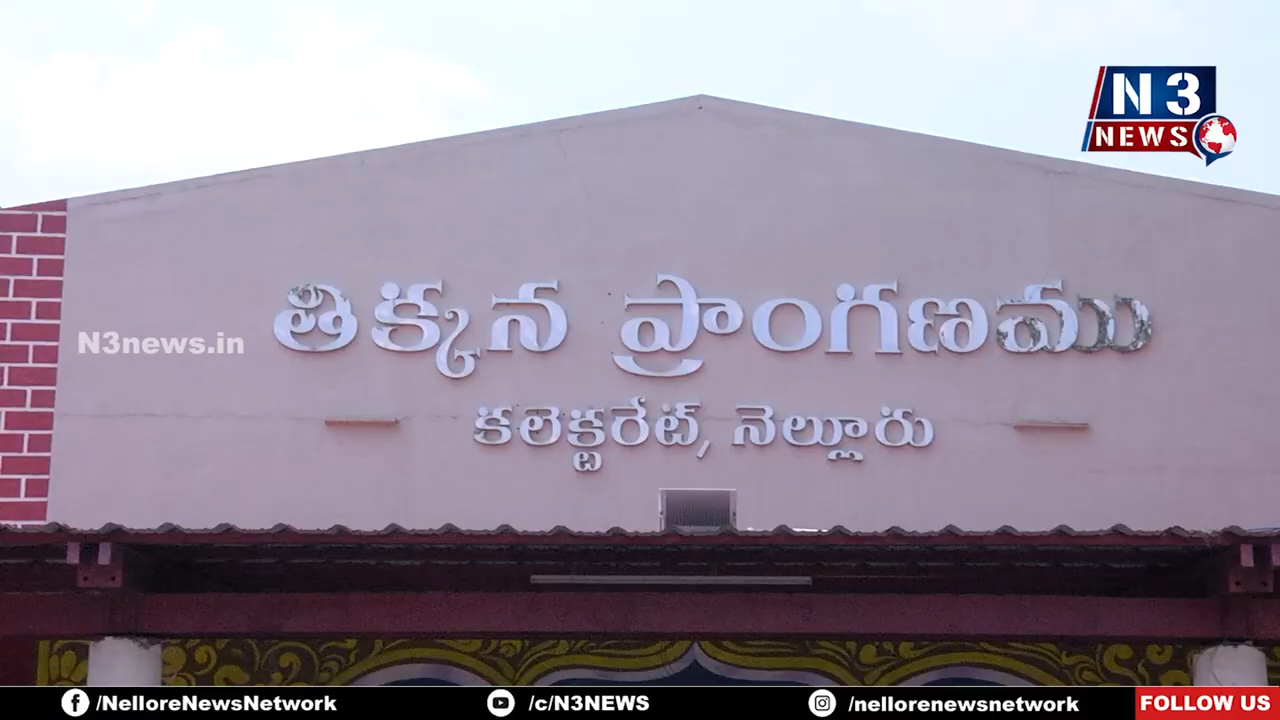 N3
NEWS
తిక్కన ప్రాంగణము
N3news.in
కలెక్టరేట్, నెల్లూరు
/NelloreNewsNetwork
/c/N3NEWS
/nellorenewsnetwork
FOLLOW US